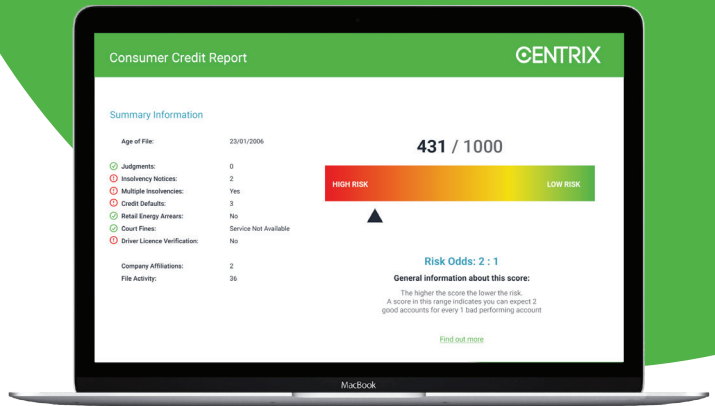 Consumer Credit Report
CENTRIX
Summary Information
Age of File: 23/01/2006
Judgments: 0
Insolvency Notices: 2
Multiple Insolvencies: Yes
Credit Defaults: 3
Retail Energy Arrears: No
Court Fines: Service Not Available
Driver Licence Verification: No
Company Affiliations: 2
File Activity: 36
431 / 1000
HIGH RISK LOW RISK
Risk Odds: 2 : 1
General information about this score:
The higher the score the lower the risk.
A score in this range indicates you can expect 2
good accounts for every 1 bad performing account
Find out more
MacBook